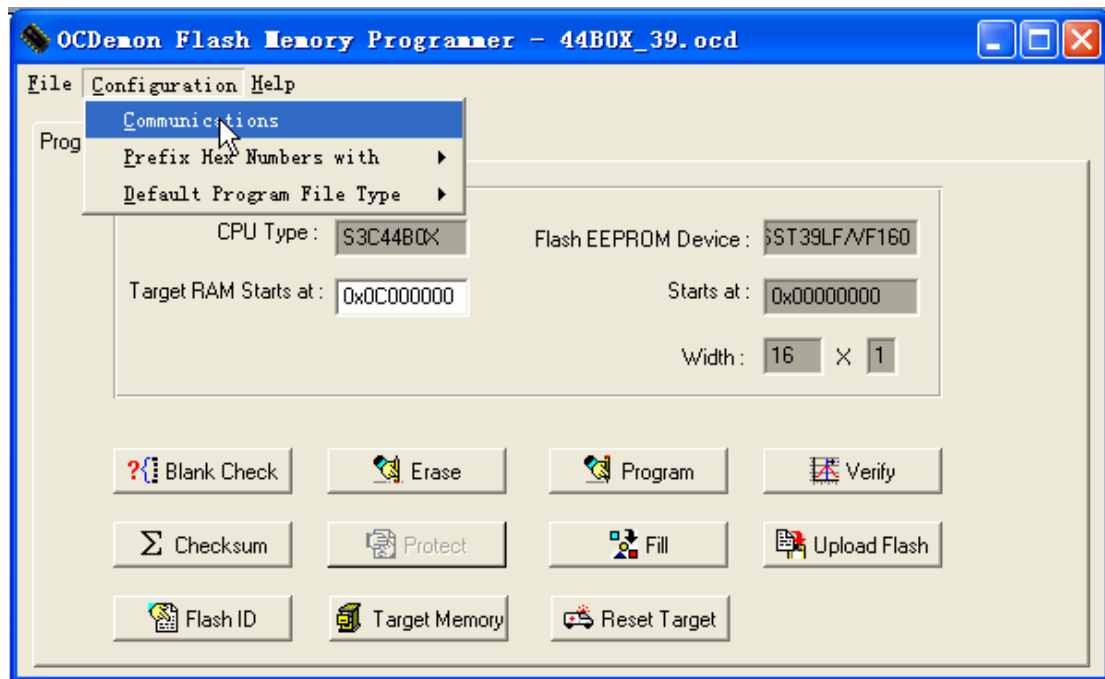 OCDemon Flash Memory Programmer - 44B0X_39.ocd
File Configuration Help
Communications
Prefix Hex Numbers with
Default Program File Type
Prog
CPU Type : S3C44B0X Flash EEPROM Device : SST39LF/VF160
Target RAM Starts at : 0x0C000000 Starts at : 0x00000000
Width : 16 X 1
?{ Blank Check Erase Program Verify
Σ Checksum Protect Fill Upload Flash
Flash ID Target Memory Reset Target